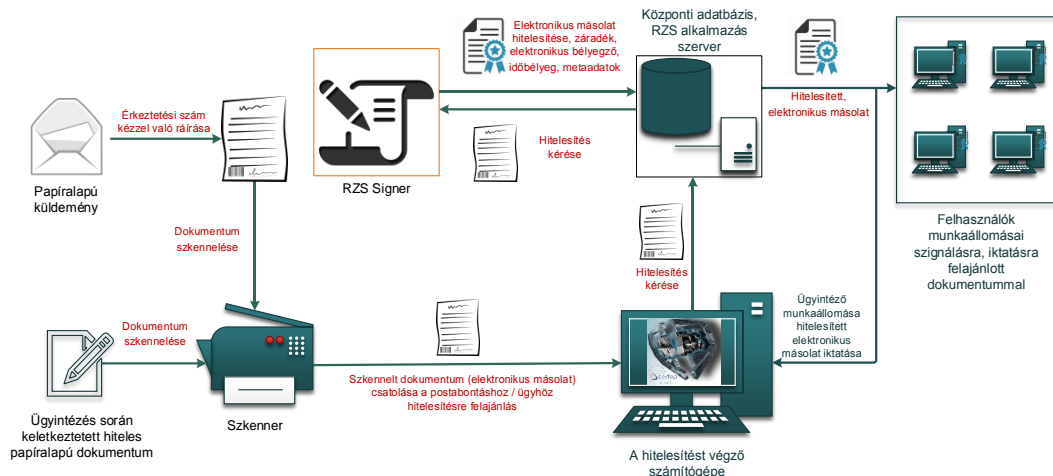 Elektronikus másolat
hitelesítése, záradék,
elektronikus bélyegző,
időbélyeg, metaadatok
Központi adatbázis,
RZS alkalmazás
szerver
Érkeztetési szám
kézzel való ráírása
Hitelesített,
elektronikus másolat
Hitelesítés
kérése
RZS Signer
Papíralapú
küldemény
Felhasználók
munkaállomásai
szignálásra, iktatásra
felajánlott
dokumentummal
Dokumentum
szkennelése
Hitelesítés
kérése
Ügyintéző
munkaállomása
hitelesített
elektronikus
másolat iktatása
Dokumentum
szkennelése
Szkennelt dokumentum (elektronikus másolat)
csatolása a postabontáshoz / ügyhöz
hitelesítésre felajánlás
Szkenner
Ügyintézés során
keletkeztetett hiteles
papíralapú dokumentum
A hitelesítést végző
számítógépe